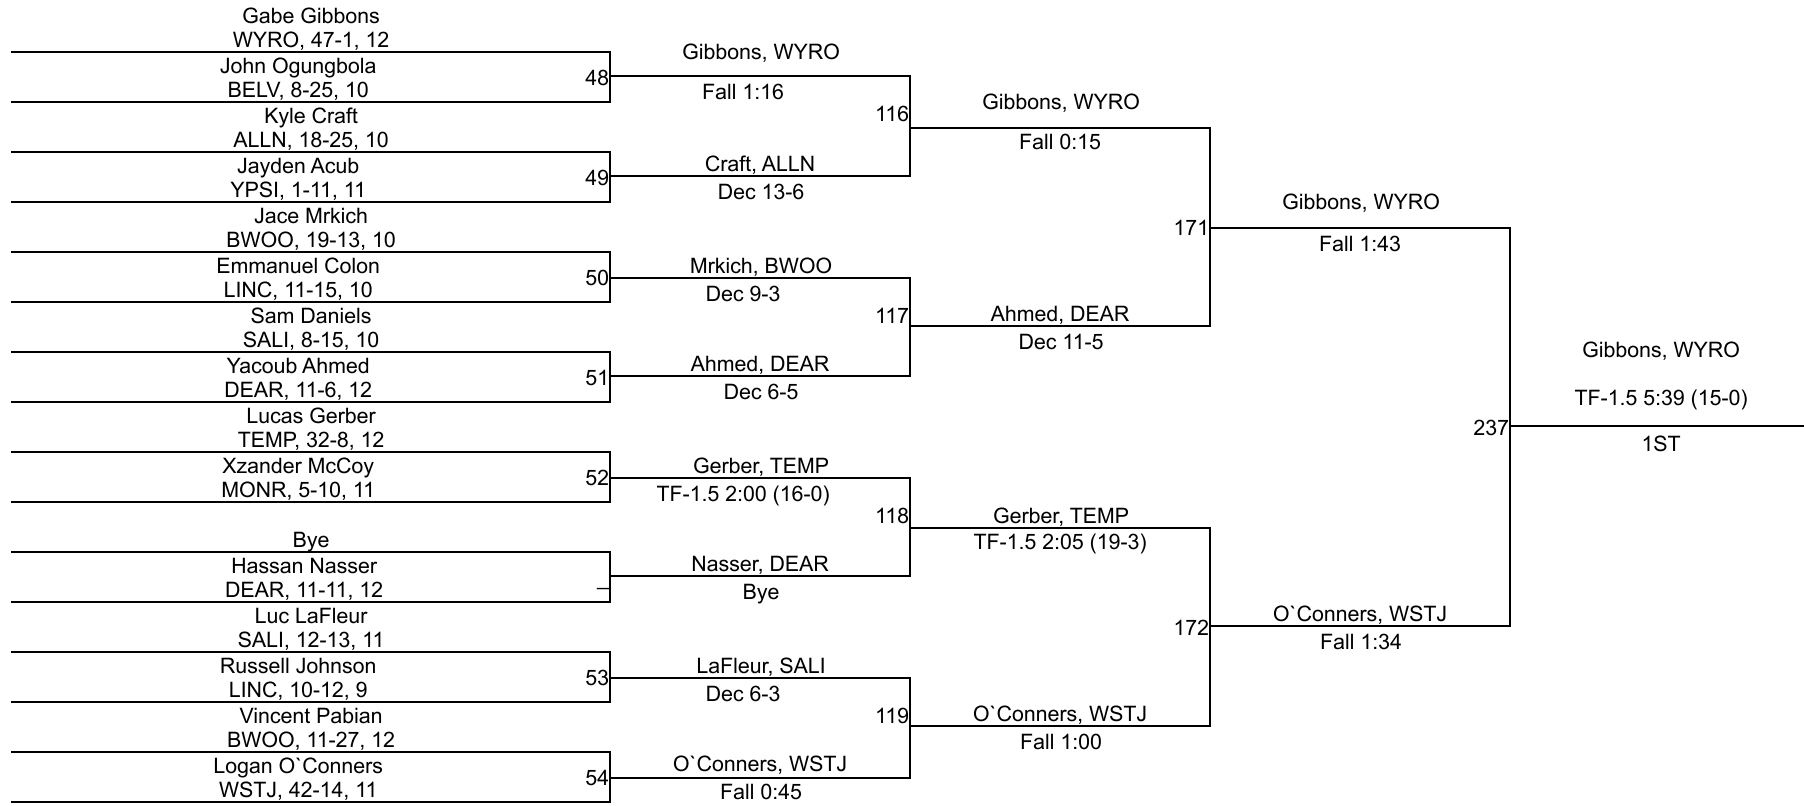 Gabe Gibbons
WYRO, 47-1, 12
John Ogungbola
BELV, 8-25, 10
Kyle Craft
ALLN, 18-25, 10
Jayden Acub
YPSI, 1-11, 11
Jace Mrkich
BWOO, 19-13, 10
Emmanuel Colon
LINC, 11-15, 10
Sam Daniels
SALI, 8-15, 10
Yacoub Ahmed
DEAR, 11-6, 12
Lucas Gerber
TEMP, 32-8, 12
Xzander McCoy
MONR, 5-10, 11
Bye
Hassan Nasser
DEAR, 11-11, 12
Luc LaFleur
SALI, 12-13, 11
Russell Johnson
LINC, 10-12, 9
Vincent Pabian
BWOO, 11-27, 12
Logan O`Conners
WSTJ, 42-14, 11
48
49
50
51
52
53
54
Gibbons, WYRO
Fall 1:16
Craft, ALLN
Dec 13-6
Mrkich, BWOO
Dec 9-3
Ahmed, DEAR
Dec 6-5
Gerber, TEMP
TF-1.5 2:00 (16-0)
Nasser, DEAR
Bye
LaFleur, SALI
Dec 6-3
O`Conners, WSTJ
Fall 0:45
116
117
118
119
Gibbons, WYRO
Fall 0:15
Ahmed, DEAR
Dec 11-5
Gerber, TEMP
TF-1.5 2:05 (19-3)
O`Conners, WSTJ
Fall 1:00
171
172
Gibbons, WYRO
Fall 1:43
O`Conners, WSTJ
Fall 1:34
237
Gibbons, WYRO
TF-1.5 5:39 (15-0)
1ST